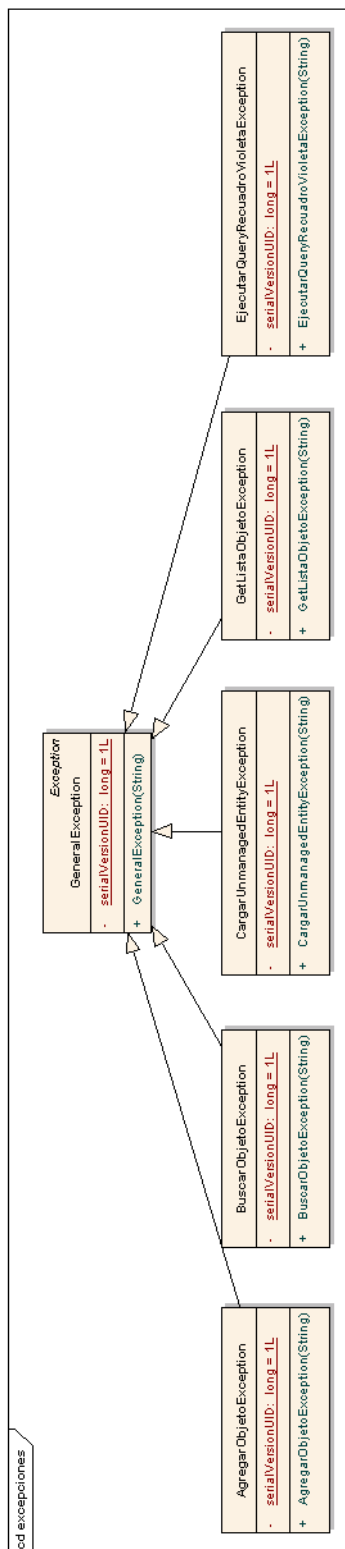 cd excepciones
Exception
GeneralException
- serialVersionUID: long = 1L
+ GeneralException(String)
AgregarObjetoException
- serialVersionUID: long = 1L
+ AgregarObjetoException(String)
BuscarObjetoException
- serialVersionUID: long = 1L
+ BuscarObjetoException(String)
CargarUnmanagedEntityException
- serialVersionUID: long = 1L
+ CargarUnmanagedEntityException(String)
GetListaObjetoException
- serialVersionUID: long = 1L
+ GetListaObjetoException(String)
EjecutarQueryRecuadroVioletaException
- serialVersionUID: long = 1L
+ EjecutarQueryRecuadroVioletaException(String)